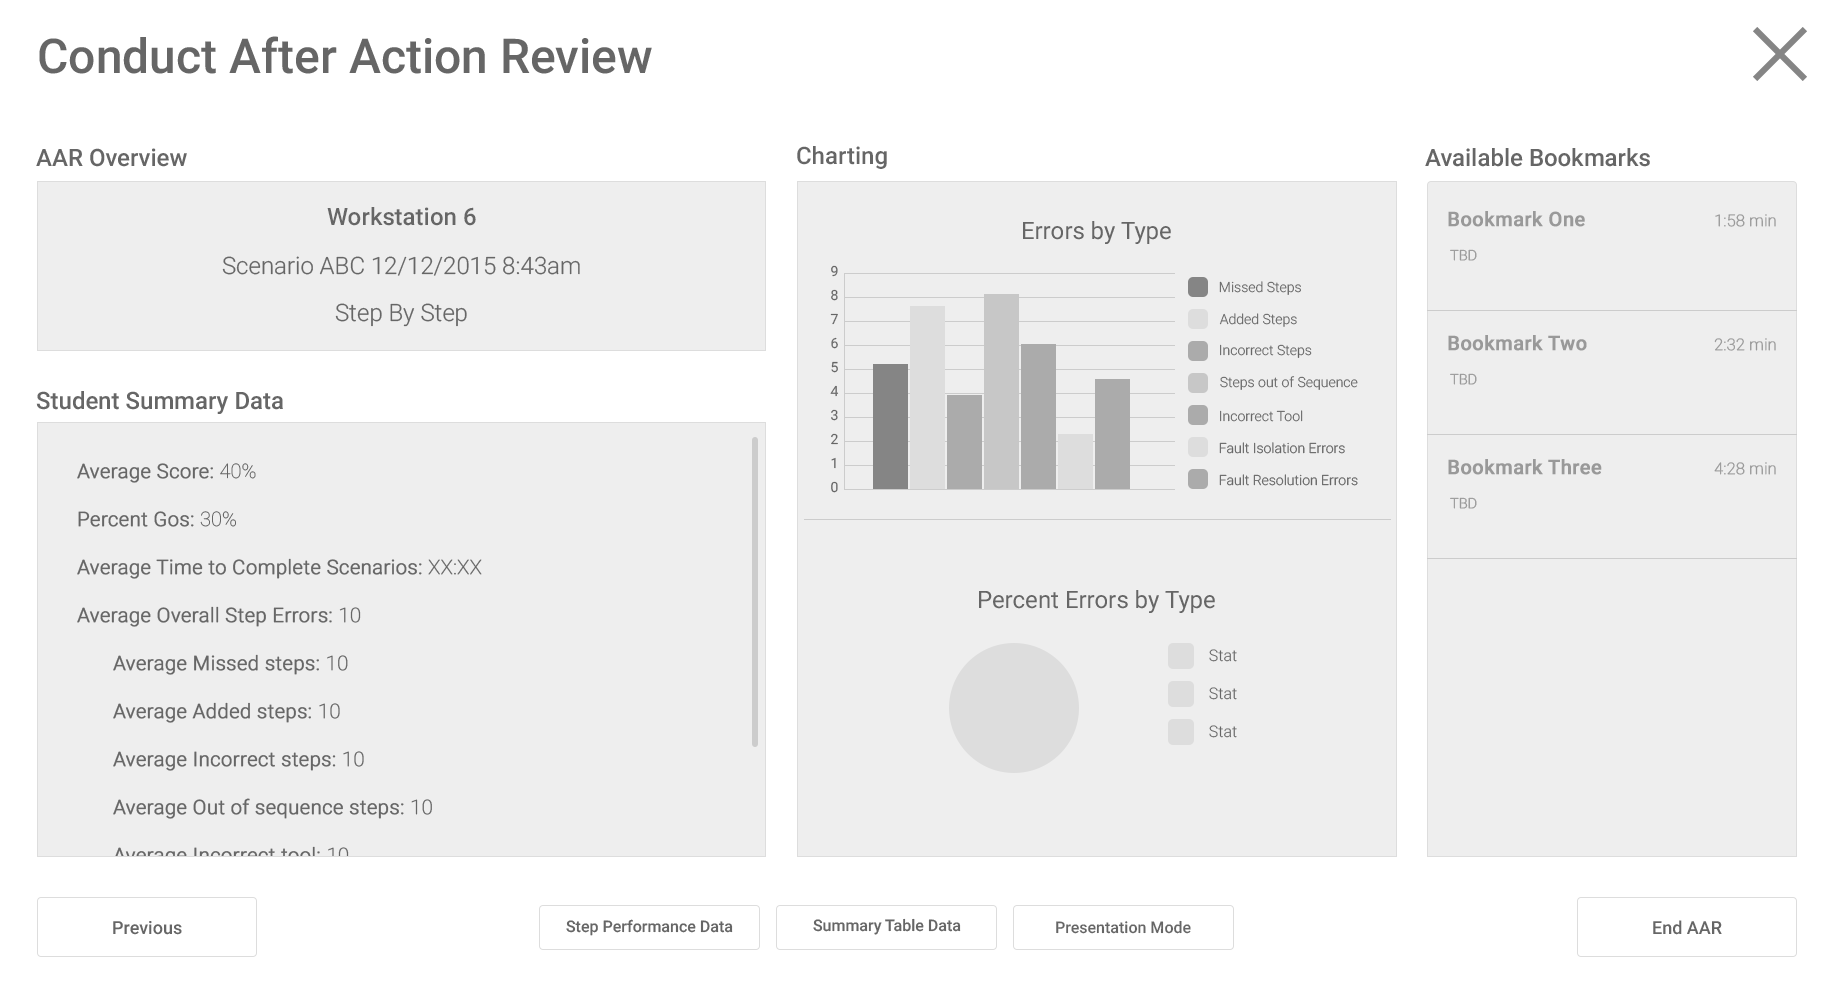 Conduct After Action Review
AAR Overview
Workstation 6
Scenario ABC 12/12/2015 8:43am
Step By Step
Student Summary Data
Average Score: 40%
Percent Gos: 30%
Average Time to Complete Scenarios: XX:XX
Average Overall Step Errors: 10
Average Missed steps: 10
Average Added steps: 10
Average Incorrect steps: 10
Average Out of sequence steps: 10
Average Incorrect tool: 10
Charting
Errors by Type
9
8
7
6
5
4
3
2
1
0
Missed Steps
Added Steps
Incorrect Steps
Steps out of Sequence
Incorrect Tool
Fault Isolation Errors
Fault Resolution Errors
Percent Errors by Type
Stat
Stat
Stat
Available Bookmarks
Bookmark One 1:58 min
TBD
Bookmark Two 2:32 min
TBD
Bookmark Three 4:28 min
TBD
Previous
Step Performance Data
Summary Table Data
Presentation Mode
End AAR